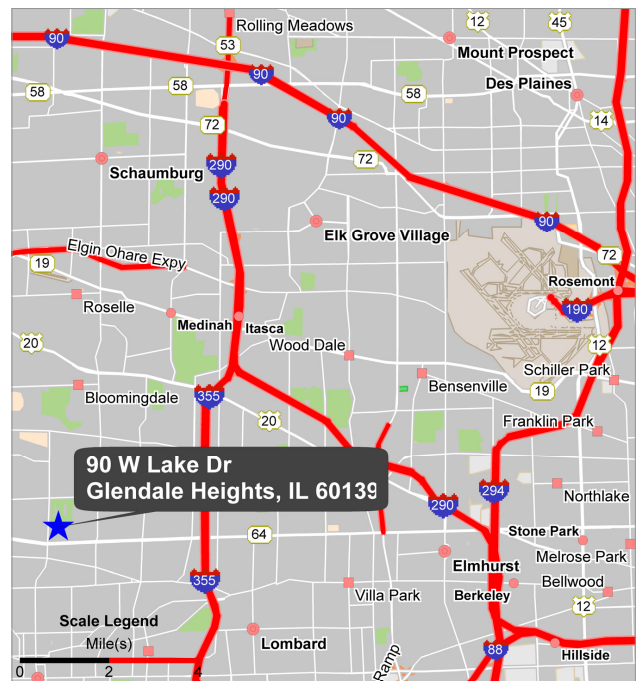 Rolling Meadows
12
45
90
53
Mount Prospect
90
Des Plaines
58
58
58
14
90
72
72
290
Schaumburg
290
90
Elk Grove Village
Elgin Ohare Expy
72
19
Rosemont
Roselle
190
Medinah
Itasca
12
20
Wood Dale
Schiller Park
Bensenville
19
Bloomingdale
355
20
Franklin Park
90 W Lake Dr
Glendale Heights, IL 60139
294
Northlake
290
64
Stone Park
Melrose Park
Elmhurst
355
Bellwood
Villa Park
Berkeley
12
Scale Legend
Mile(s)
Lombard
88
Hillside
Ramp
0
2
4